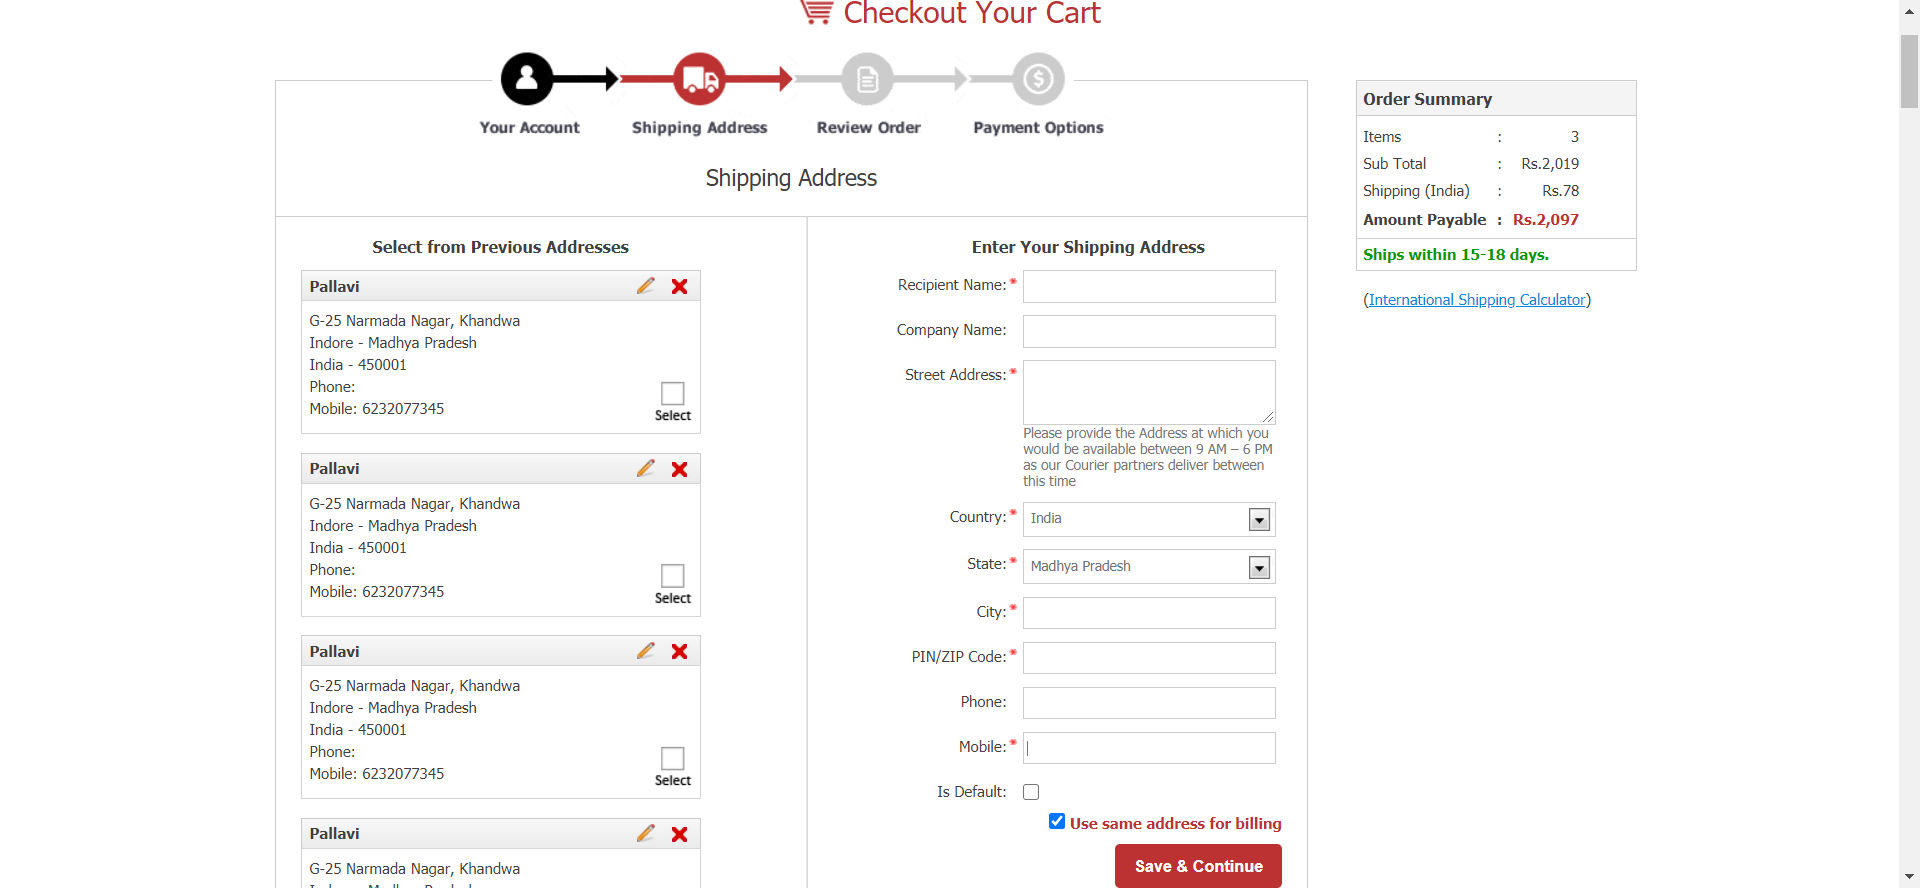 Checkout Your Cart
Your Account
Shipping Address
Review Order
Payment Options
Shipping Address
Select from Previous Addresses
Pallavi
G-25 Narmada Nagar, Khandwa
Indore - Madhya Pradesh
India - 450001
Phone:
Mobile: 6232077345
Select
Pallavi
G-25 Narmada Nagar, Khandwa
Indore - Madhya Pradesh
India - 450001
Phone:
Mobile: 6232077345
Select
Pallavi
G-25 Narmada Nagar, Khandwa
Indore - Madhya Pradesh
India - 450001
Phone:
Mobile: 6232077345
Select
Pallavi
G-25 Narmada Nagar, Khandwa
Enter Your Shipping Address
Recipient Name:*
Company Name:
Street Address:*
Please provide the Address at which you
would be available between 9 AM – 6 PM
as our Courier partners deliver between
this time
Country:* India
State:* Madhya Pradesh
City:*
PIN/ZIP Code:*
Phone:
Mobile:*
Is Default:
Use same address for billing
Save & Continue
Order Summary
Items : 3
Sub Total : Rs.2,019
Shipping (India) : Rs.78
Amount Payable : Rs.2,097
Ships within 15-18 days.
(International Shipping Calculator)